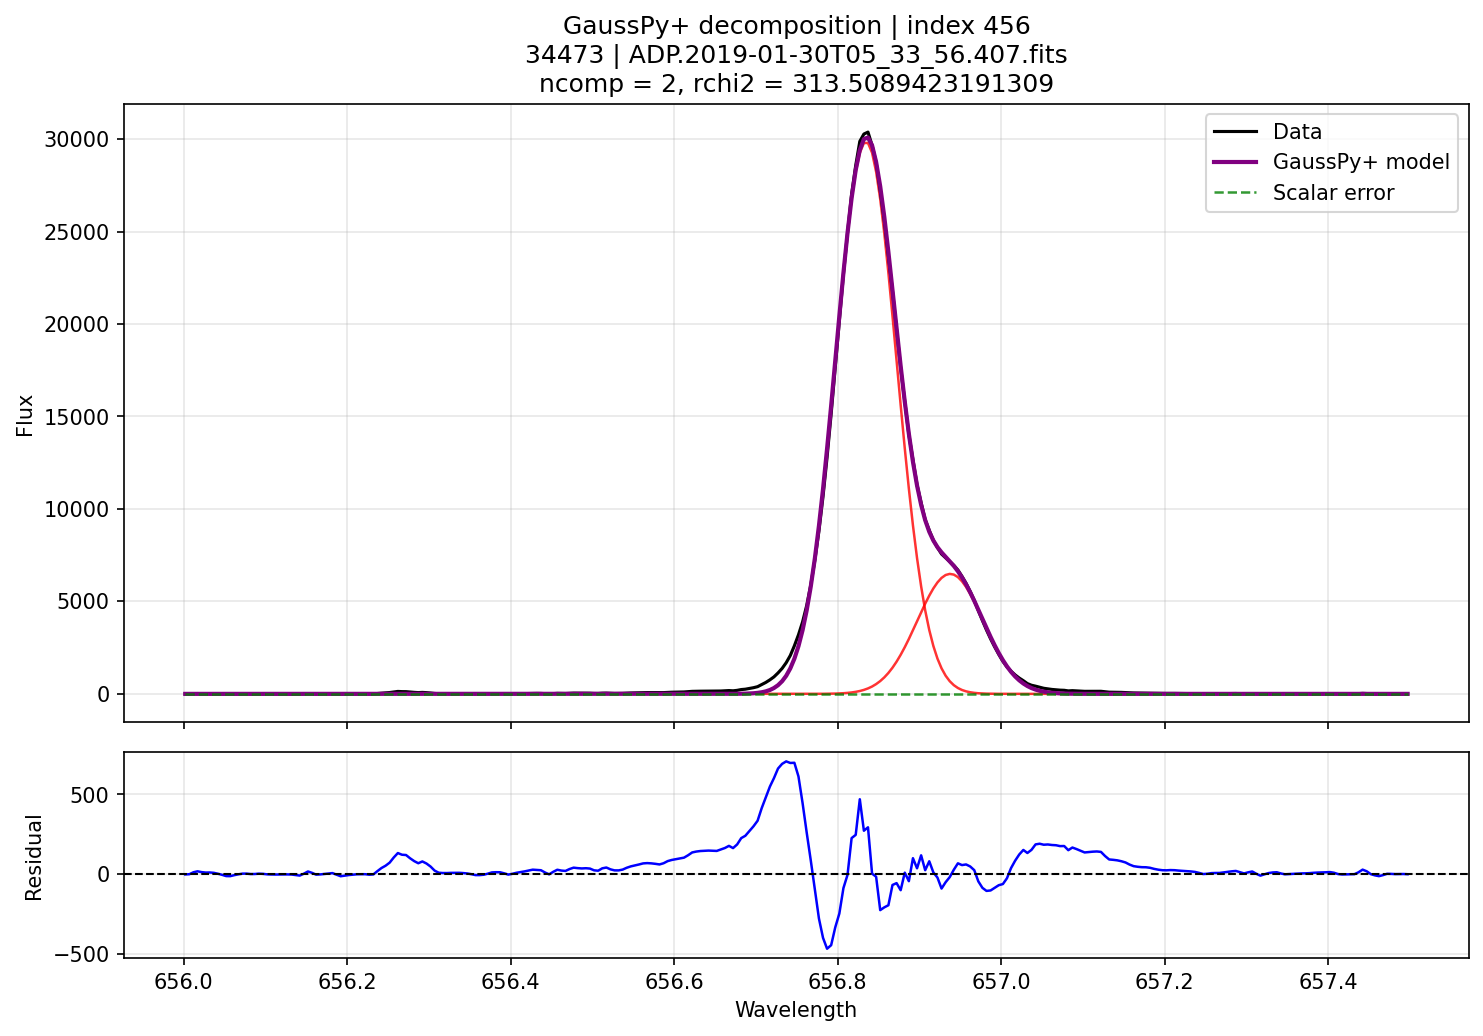 GaussPy+ decomposition | index 456
34473 | ADP.2019-01-30T05_33_56.407.fits
ncomp = 2, rchi2 = 313.5089423191309
Data
GaussPy+ model
Scalar error
Flux
30000
25000
20000
15000
10000
5000
0
Residual
500
0
−500
656.0 656.2 656.4 656.6 656.8 657.0 657.2 657.4
Wavelength